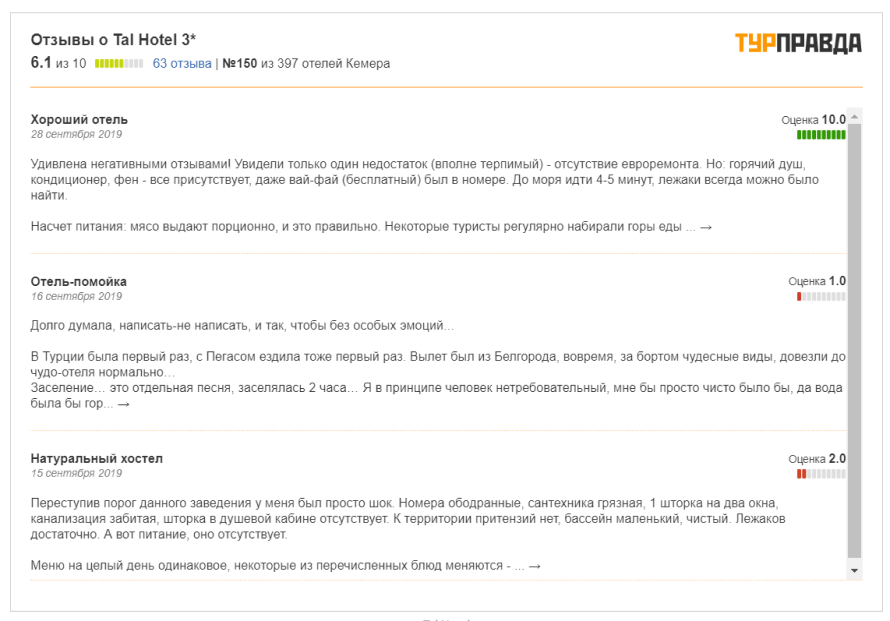 Отзывы о Tal Hotel 3*
ТУРПРАВДА
6.1 из 10 63 отзыва | №150 из 397 отелей Кемера
Хороший отель
Оценка 10.0
28 сентября 2019
Удивлена негативными отзывами! Увидели только один недостаток (вполне терпимый) - отсутствие евроремонта. Но: горячий душ,
кондиционер, фен - все присутствует, даже вай-фай (бесплатный) был в номере. До моря идти 4-5 минут, лежаки всегда можно было
найти.
Насчет питания: мясо выдают порционно, и это правильно. Некоторые туристы регулярно набирали горы еды ... →
Отель-помойка
Оценка 1.0
16 сентября 2019
Долго думала, написать-не написать, и так, чтобы без особых эмоций...
В Турции была первый раз, с Пегасом ездила тоже первый раз. Вылет был из Белгорода, вовремя, за бортом чудесные виды, довезли до
чудо-отеля нормально...
Заселение... это отдельная песня, заселялась 2 часа... Я в принципе человек нетребовательный, мне бы просто чисто было бы, да вода
была бы гор... →
Натуральный хостел
Оценка 2.0
15 сентября 2019
Переступив порог данного заведения у меня был просто шок. Номера ободранные, сантехника грязная, 1 шторка на два окна,
канализация забитая, шторка в душевой кабине отсутствует. К территории притензий нет, бассейн маленький, чистый. Лежаков
достаточно. А вот питание, оно отсутствует.
Меню на целый день одинаковое, некоторые из перечисленных блюд меняются - ... →